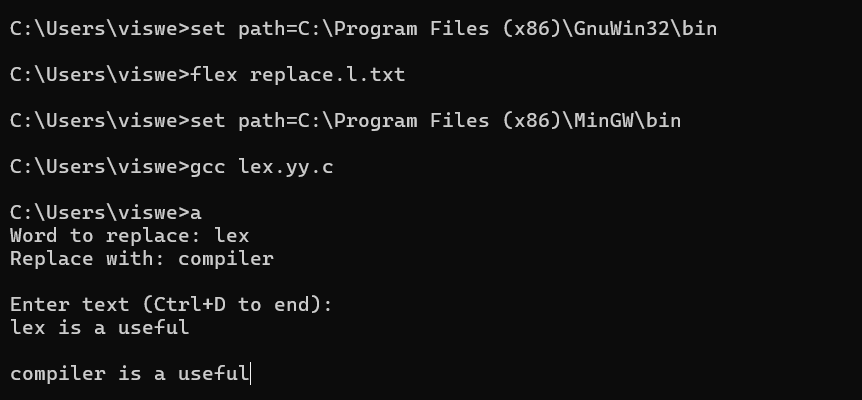 C:\Users\viswe>set path=C:\Program Files (x86)\GnuWin32\bin
C:\Users\viswe>flex replace.l.txt
C:\Users\viswe>set path=C:\Program Files (x86)\MinGW\bin
C:\Users\viswe>gcc lex.yy.c
C:\Users\viswe>a
Word to replace: lex
Replace with: compiler
Enter text (Ctrl+D to end):
lex is a useful
compiler is a useful